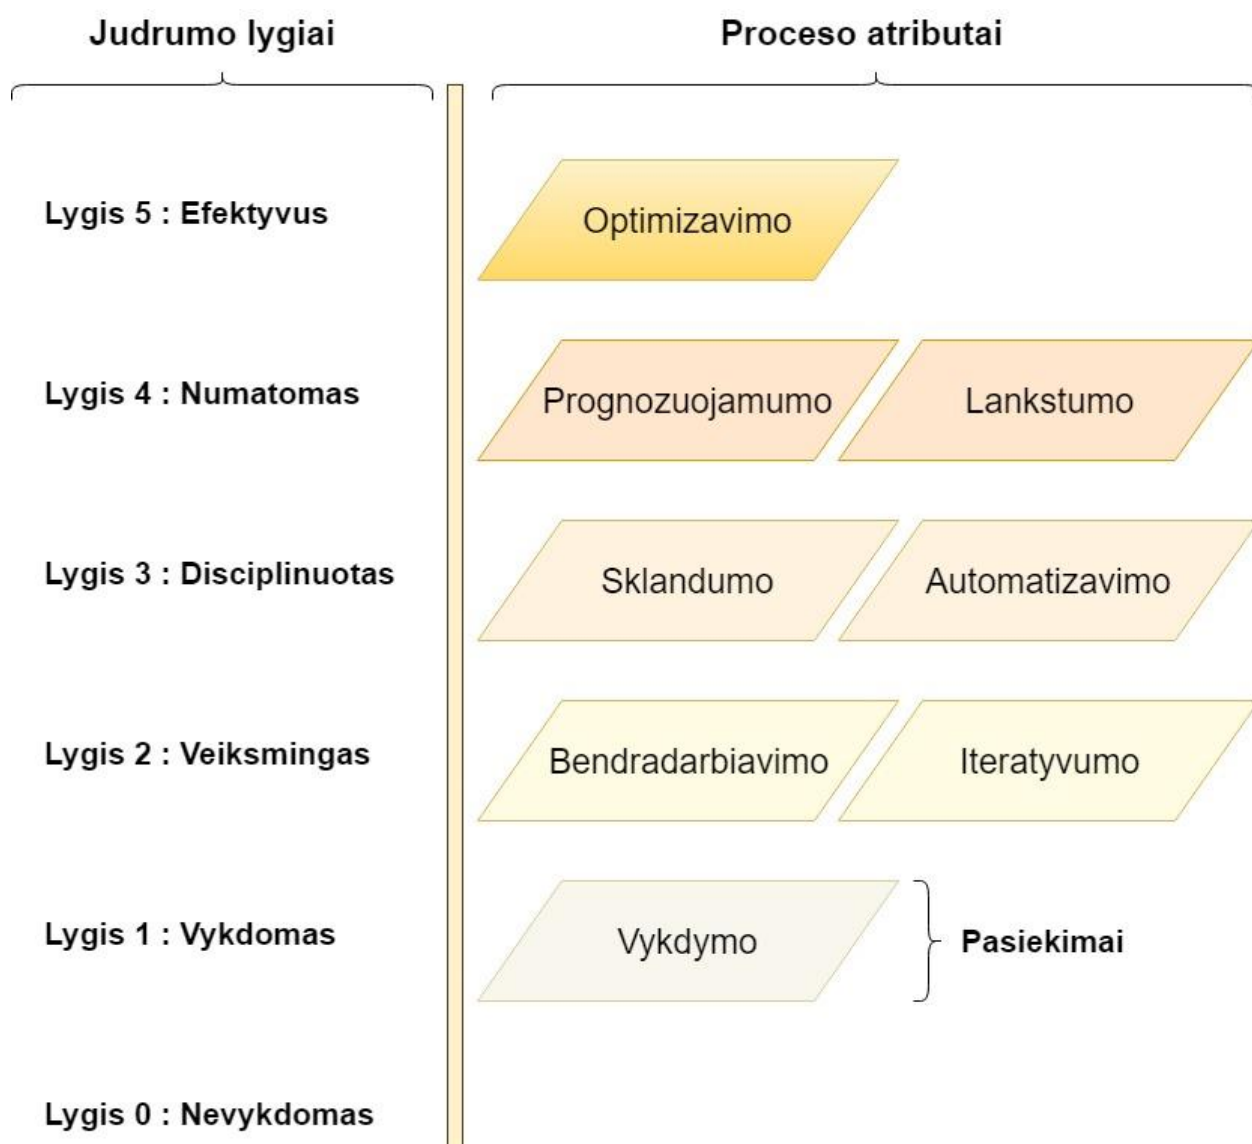 Judrumo lygiai
Proceso atributai
Lygis 5 : Efektyvus
Optimizavimo
Lygis 4 : Numatomas
Prognozuojamumo
Lankstumo
Lygis 3 : Disciplinuotas
Sklandumo
Automatizavimo
Lygis 2 : Veiksmingas
Bendradarbiavimo
Iteratyvumo
Lygis 1 : Vykdomas
Vykdymo
Pasiekimai
Lygis 0 : Nevykdomas